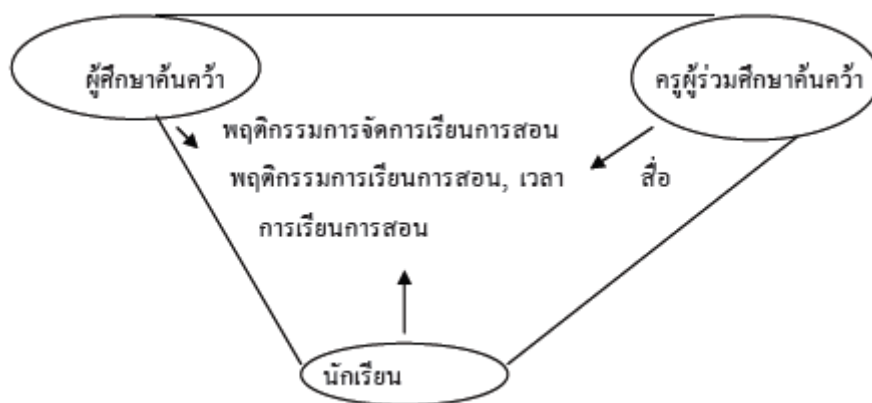 ผู้ศึกษาค้นคว้า
ครูผู้ร่วมศึกษาค้นคว้า
พฤติกรรมการจัดการเรียนการสอน
พฤติกรรมการเรียนการสอน, เวลา สื่อ
การเรียนการสอน
นักเรียน